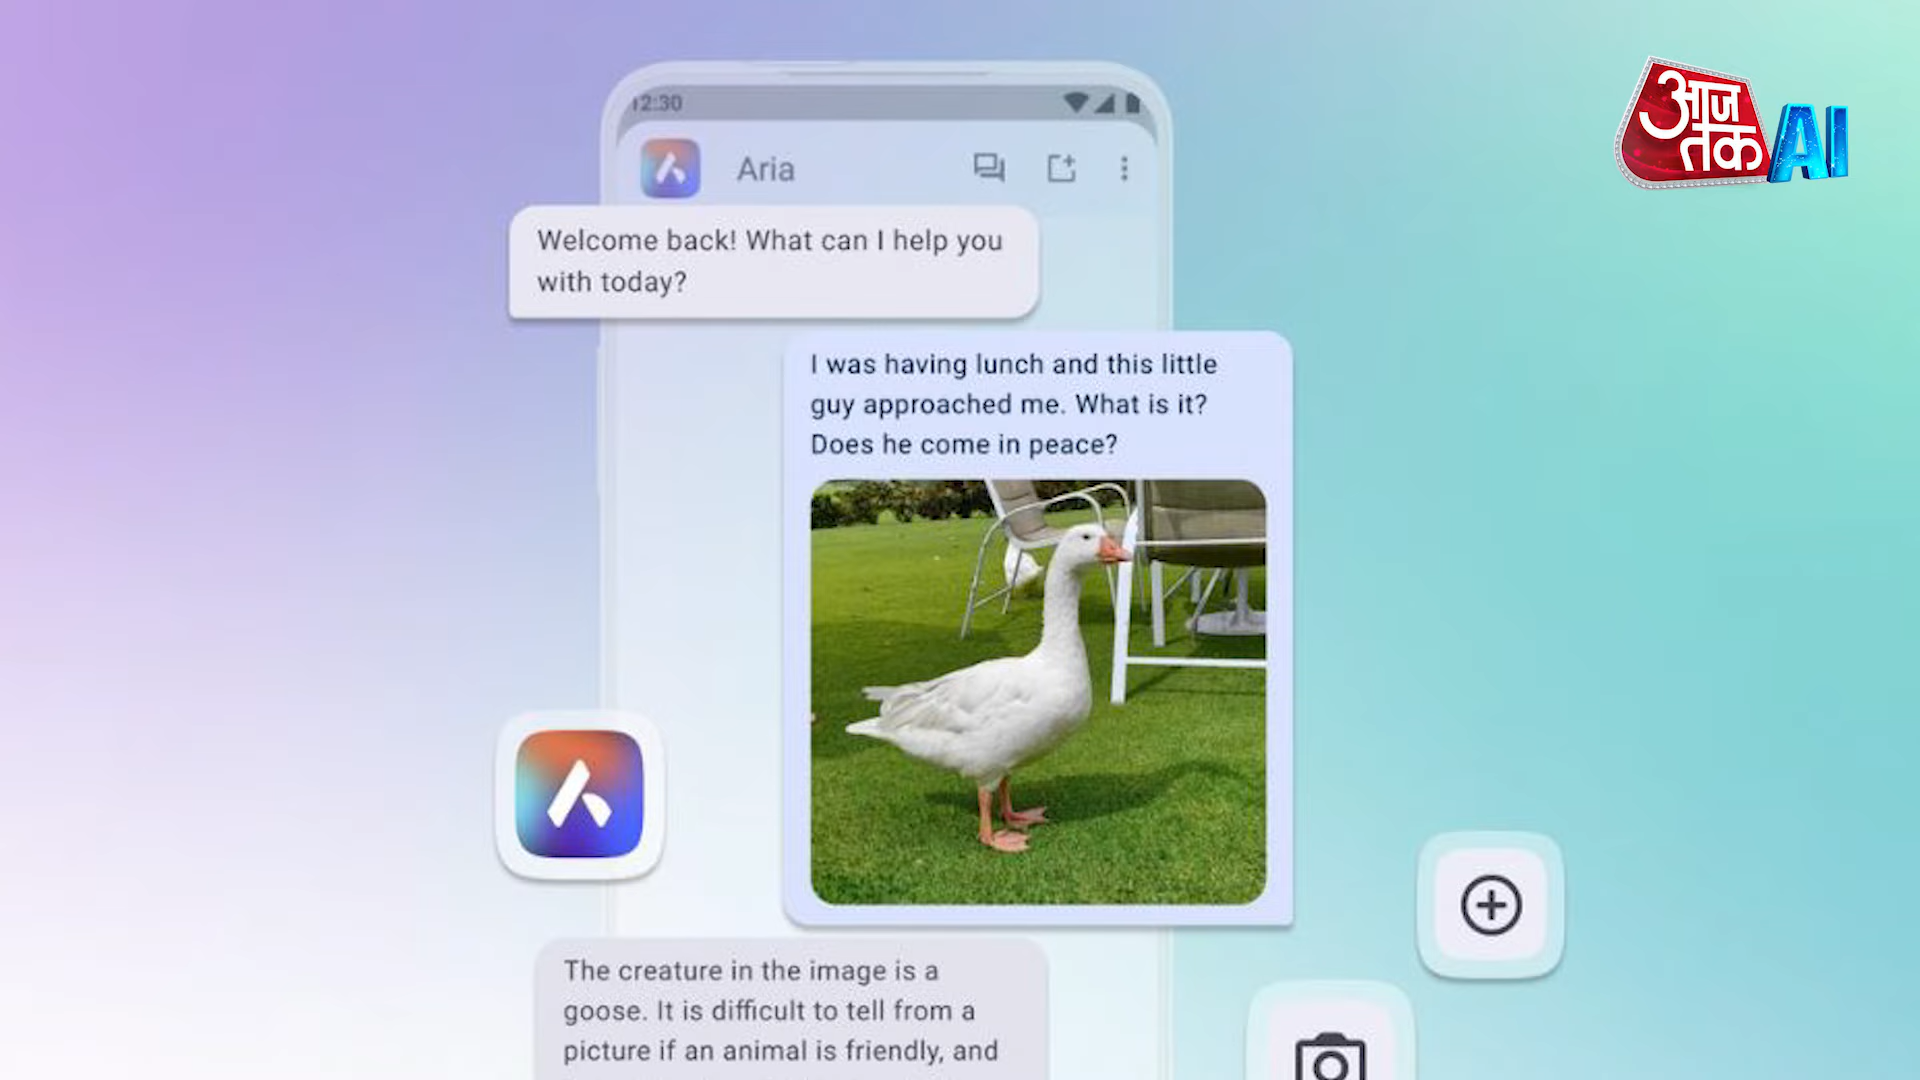 12:30
आज
तक AI
Aria
Welcome back! What can I help you
with today?
I was having lunch and this little
guy approached me. What is it?
Does he come in peace?
The creature in the image is a
goose. It is difficult to tell from a
picture if an animal is friendly, and